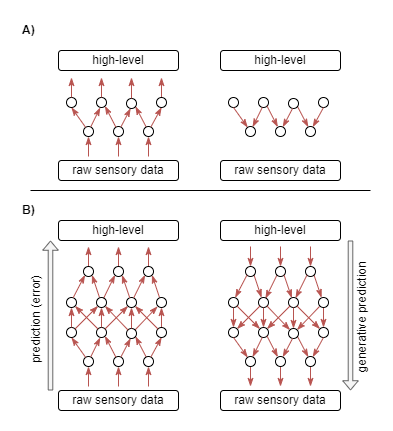 A)
high-level
high-level
raw sensory data
raw sensory data
B)
high-level
high-level
prediction (error)
generative prediction
raw sensory data
raw sensory data